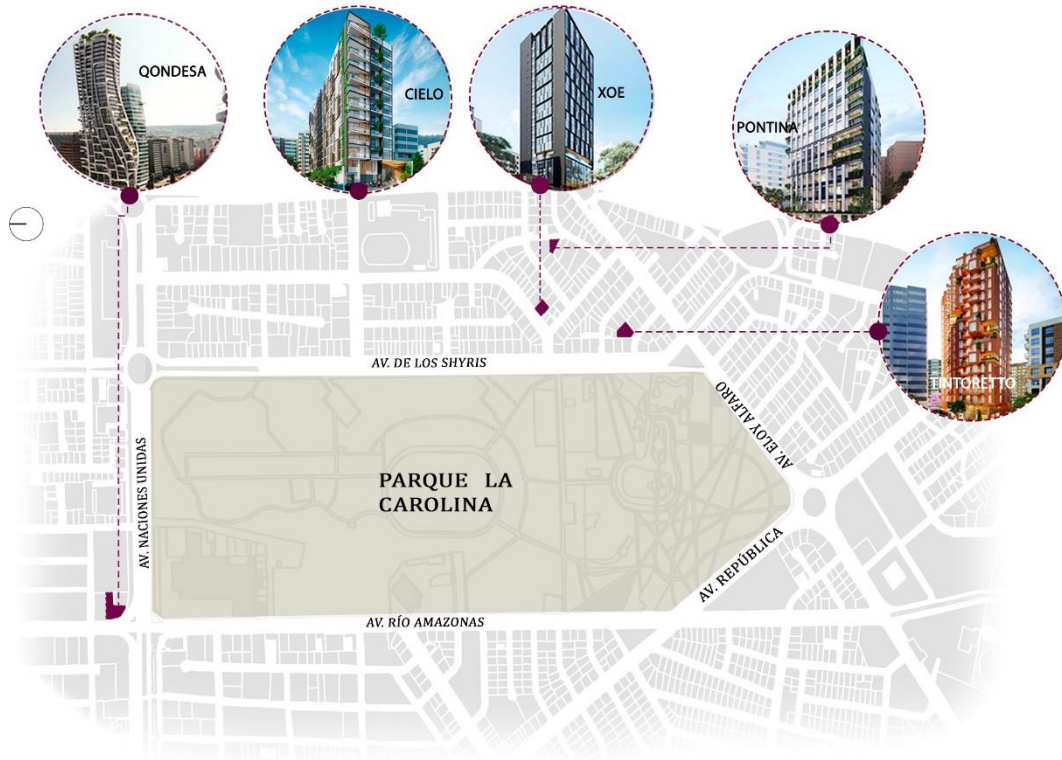 QONDESA
CIELO
XOE
PONTINA
TINTORETTO
AV. DE LOS SHYRIS
AV. ELOY ALFARO
AV. NACIONES UNIDAS
PARQUE LA
CAROLINA
AV. REPÚBLICA
AV. RÍO AMAZONAS